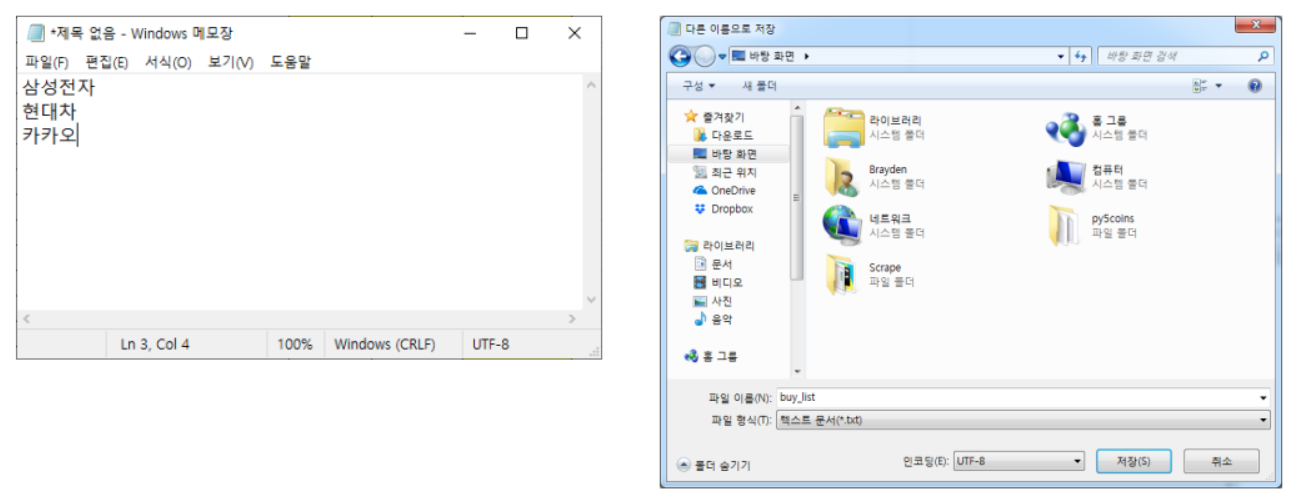 *제목 없음 - Windows 메모장
파일(F) 편집(E) 서식(O) 보기(V) 도움말
삼성전자
현대차
카카오
Ln 3, Col 4 100% Windows (CRLF) UTF-8
다른 이름으로 저장
바탕 화면
바탕 화면 검색
구성 새 폴더
즐겨찾기
다운로드
바탕 화면
최근 위치
OneDrive
Dropbox
라이브러리
문서
비디오
사진
음악
홈 그룹
라이브러리
시스템 폴더
홈 그룹
시스템 폴더
Brayden
시스템 폴더
컴퓨터
시스템 폴더
네트워크
시스템 폴더
py5coins
파일 폴더
Scrape
파일 폴더
파일 이름(N): buy_list
파일 형식(T): 텍스트 문서(*.txt)
폴더 숨기기
인코딩(E): UTF-8
저장(S)
취소